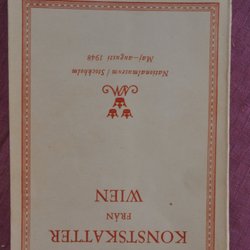 KONSTSKATTER
FRÅN
WIEN
Nationalmuseum / Stockholm
Maj—augusti 1948